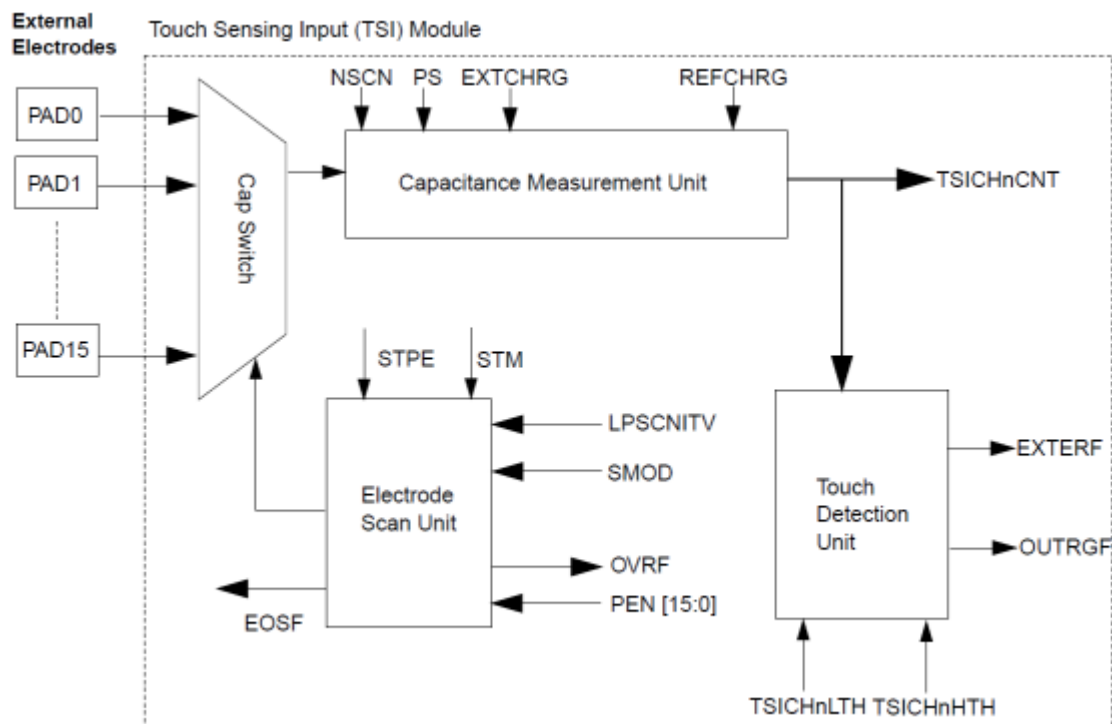 External
Electrodes
Touch Sensing Input (TSI) Module
NSCN PS EXTCHRG REFCHRG
PAD0
PAD1
Cap Switch
Capacitance Measurement Unit
TSICHnCNT
PAD15
STPE STM
LPSCNITV
SMOD
Electrode
Scan Unit
OVRF
PEN [15:0]
EOSF
Touch
Detection
Unit
EXTERF
OUTRGF
TSICHnLTH TSICHnHTH